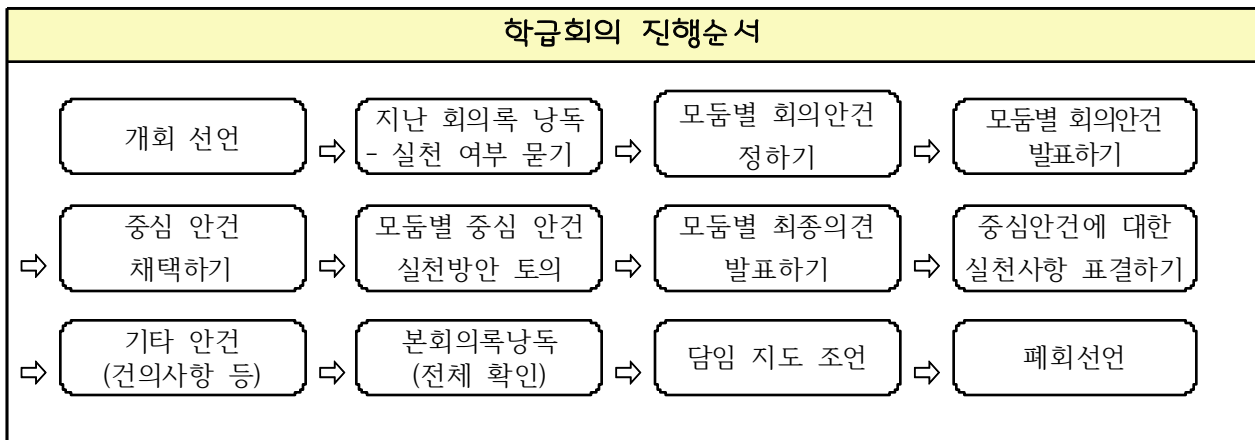 학급회의 진행순서
개회 선언
지난 회의록 낭독
- 실천 여부 묻기
모둠별 회의안건
정하기
모둠별 회의안건
발표하기
중심 안건
채택하기
모둠별 중심 안건
실천방안 토의
모둠별 최종의견
발표하기
중심안건에 대한
실천사항 표결하기
기타 안건
(건의사항 등)
본회의록낭독
(전체 확인)
담임 지도 조언
폐회선언